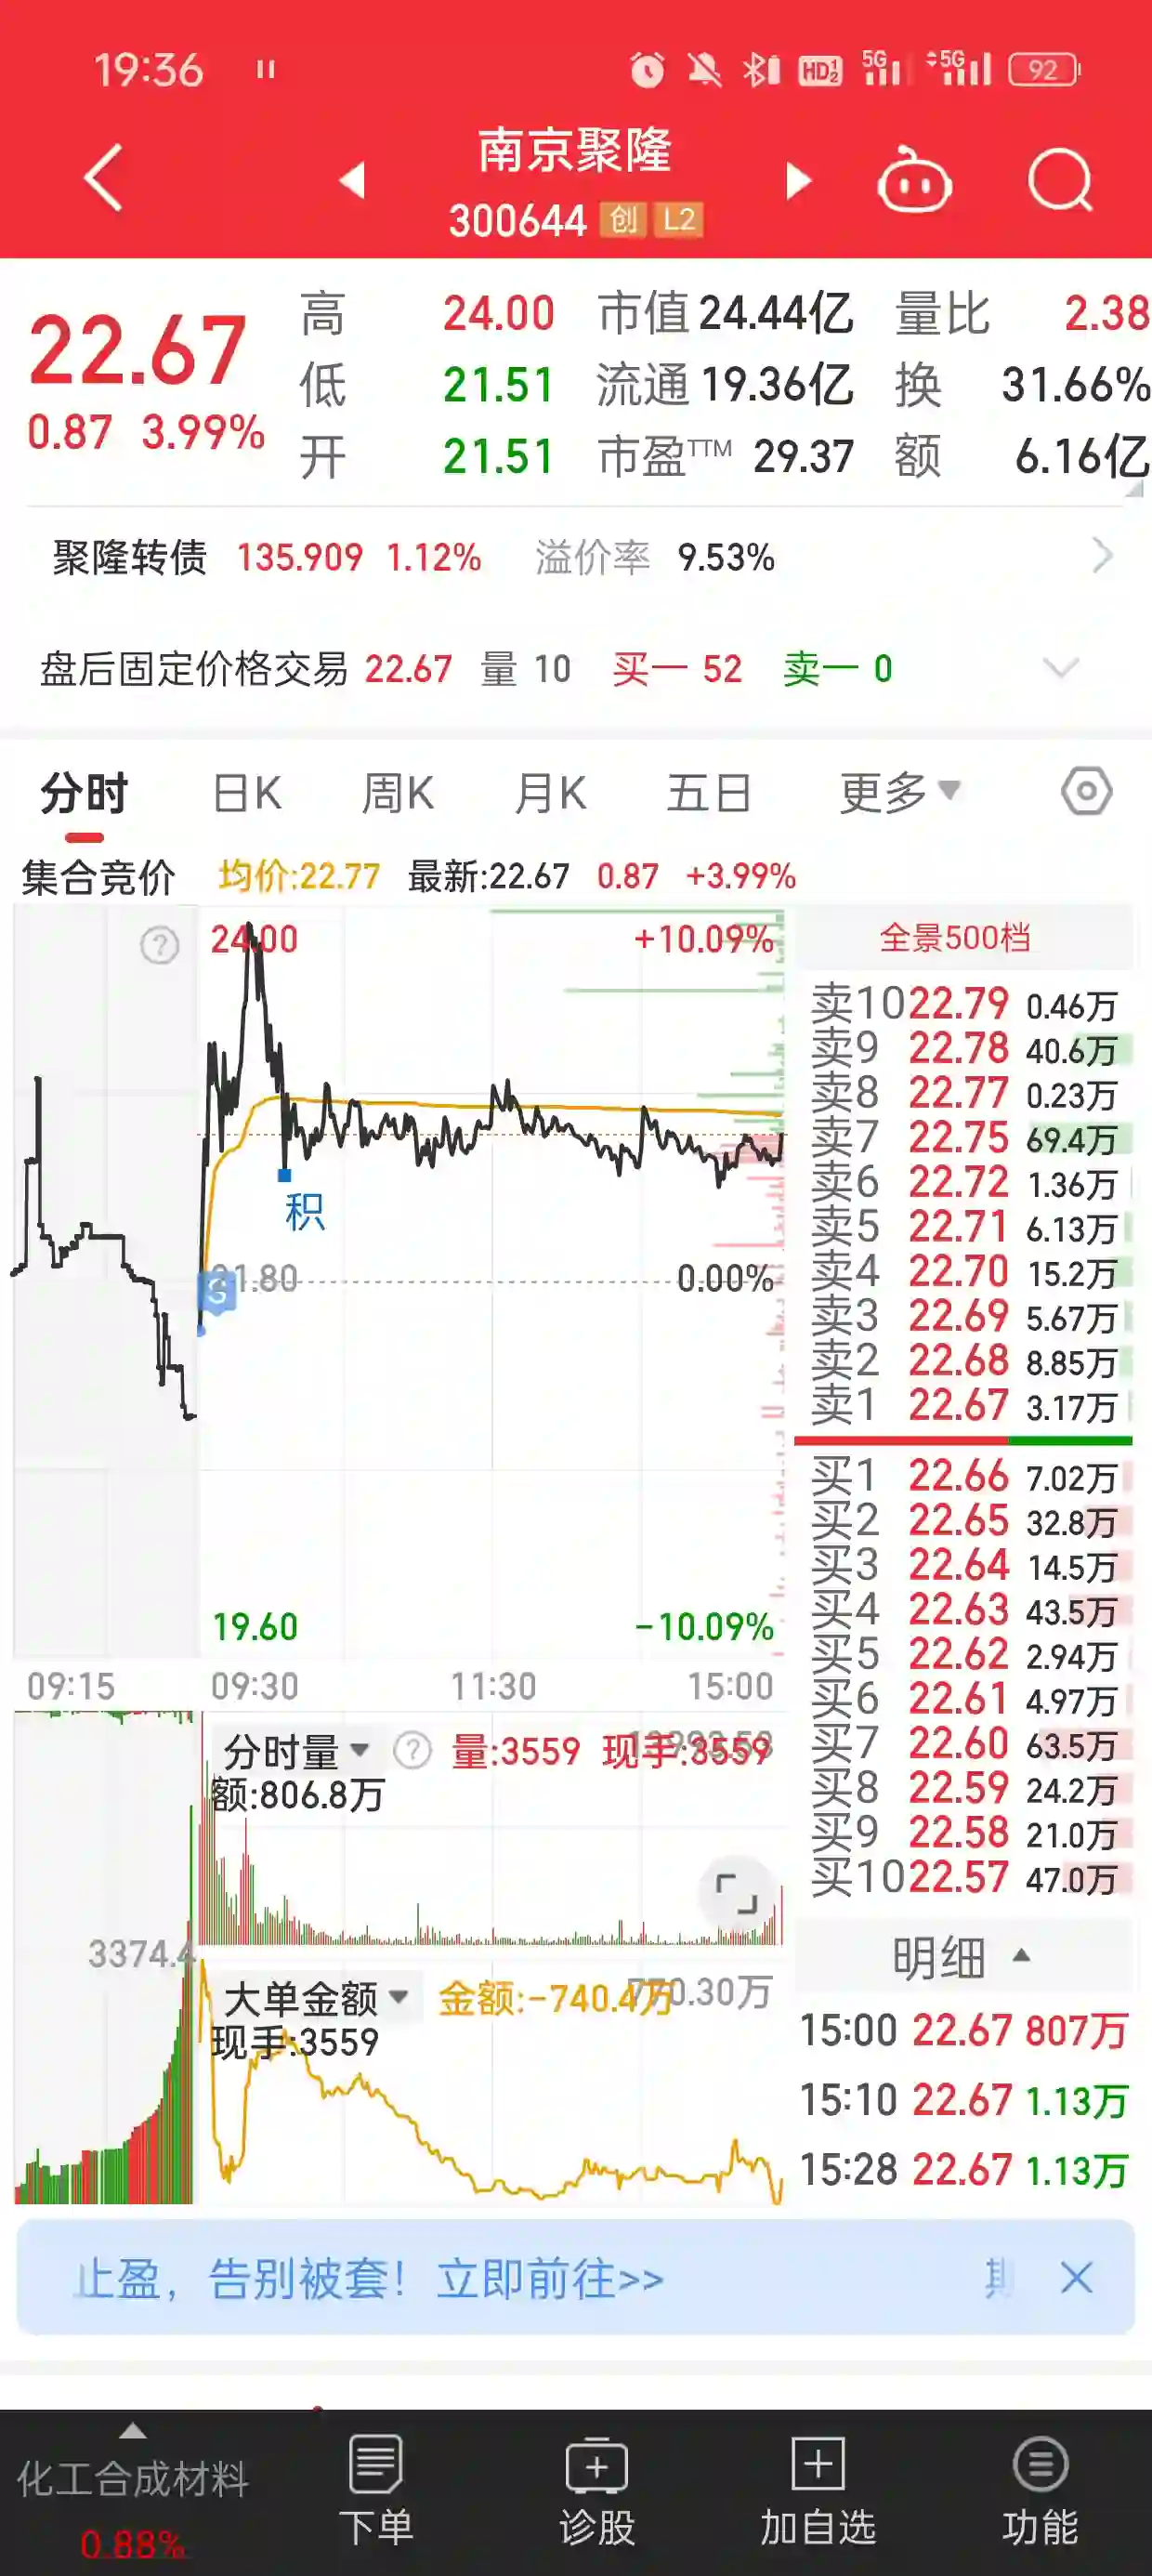 19:36
HD2 5G 5G 92
南京聚隆
300644 创 L2
22.67
0.87 3.99%
高 24.00 市值 24.44亿 量比 2.38
低 21.51 流通 19.36亿 换 31.66%
开 21.51 市盈TTM 29.37 额 6.16亿
聚隆转债 135.909 1.12% 溢价率 9.53%
盘后固定价格交易 22.67 量 10 买一 52 卖一 0
分时 日K 周K 月K 五日 更多
集合竞价 均价:22.77 最新:22.67 0.87 +3.99%
? 24.00 +10.09%
积
S
0.00%
19.60 -10.09%
09:15 09:30 11:30 15:00
全景500档
卖10 22.79 0.46万
卖9 22.78 40.6万
卖8 22.77 0.23万
卖7 22.75 69.4万
卖6 22.72 1.36万
卖5 22.71 6.13万
卖4 22.70 15.2万
卖3 22.69 5.67万
卖2 22.68 8.85万
卖1 22.67 3.17万
买1 22.66 7.02万
买2 22.65 32.8万
买3 22.64 14.5万
买4 22.63 43.5万
买5 22.62 2.94万
买6 22.61 4.97万
买7 22.60 63.5万
买8 22.59 24.2万
买9 22.58 21.0万
买10 22.57 47.0万
分时量 ? 量:3559 现手:3559
额:806.8万
3374.4
大单金额 金额:-740.4万
现手:3559
明细
15:00 22.67 807万
15:10 22.67 1.13万
15:28 22.67 1.13万
止盈，告别被套！立即前往>>
化工合成材料
0.88%
下单 诊股 加自选 功能